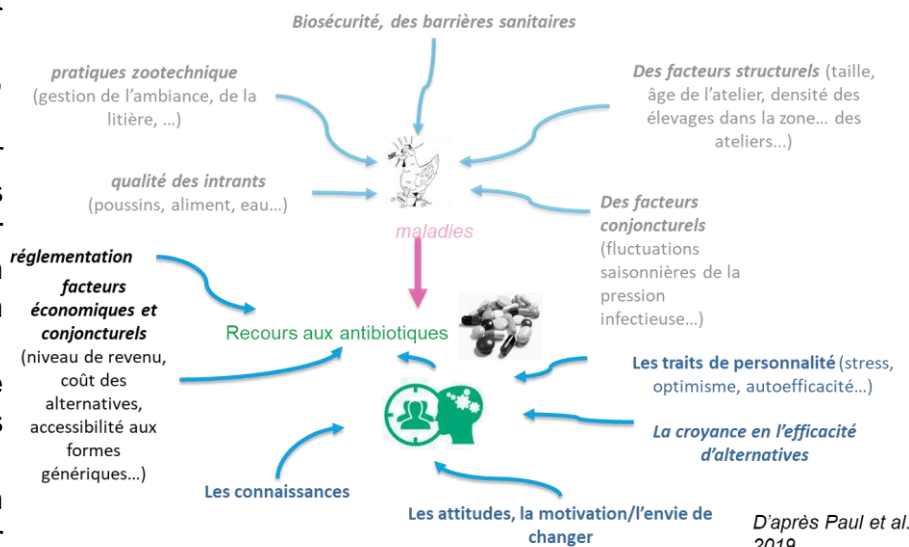 Biosécurité, des barrières sanitaires
pratiques zootechnique
(gestion de l'ambiance, de la
litière, ...)
Des facteurs structurels (taille,
âge de l'atelier, densité des
élevages dans la zone... des
ateliers...)
qualité des intrants
(poussins, aliment, eau...)
Des facteurs
conjoncturels
(fluctuations
saisonnières de la
pression
infectieuse...)
maladies
réglementation
facteurs
économiques et
conjoncturels
(niveau de revenu,
coût des
alternatives,
accessibilité aux
formes
génériques...)
Recours aux antibiotiques
Les traits de personnalité (stress,
optimisme, autoefficacité...)
La croyance en l'efficacité
d'alternatives
Les connaissances
Les attitudes, la motivation/l'envie de
changer
D'après Paul et al.
2019